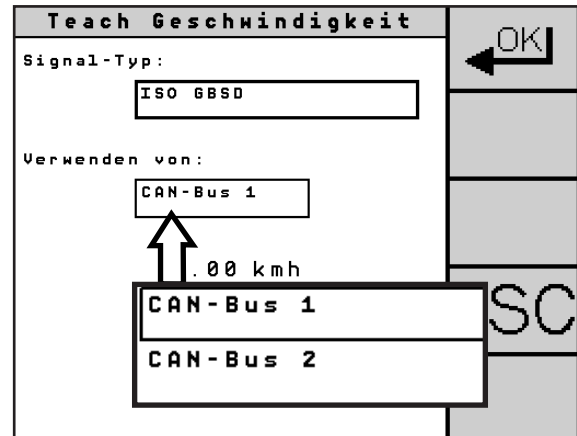 Teach Geschwindigkeit
OK
Signal-Typ:
ISO GBSD
Verwenden von:
CAN-Bus 1
.00 kmh
SC
CAN-Bus 1
CAN-Bus 2